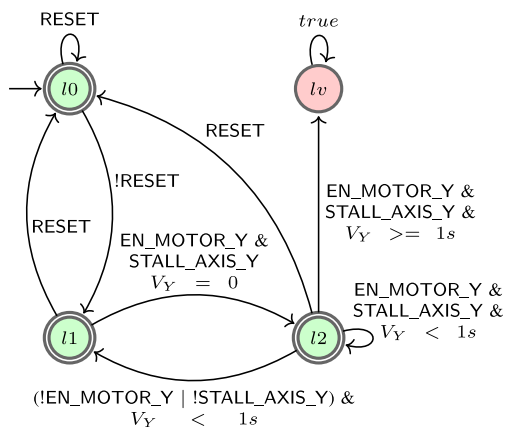 RESET
true
l0
lv
RESET
!RESET
EN_MOTOR_Y &
STALL_AXIS_Y &
V_Y >= 1s
RESET
EN_MOTOR_Y &
STALL_AXIS_Y
V_Y = 0
EN_MOTOR_Y &
STALL_AXIS_Y &
V_Y < 1s
l1
l2
(!EN_MOTOR_Y | !STALL_AXIS_Y) &
V_Y < 1s